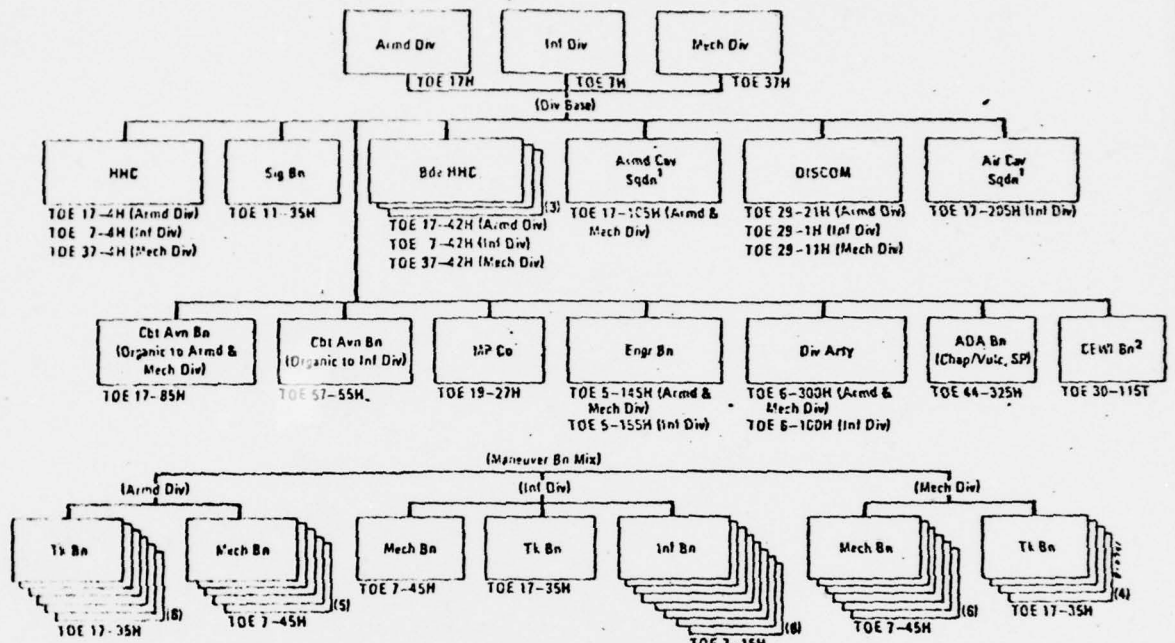 Armd Div
Inf Div
Mech Div
TOE 17H
TOE 7H
TOE 37H
(Div Base)
HHC
Sig Bn
Bde HHC
Armd Cav
Sqdn¹
DISCOM
Air Cav
Sqdn¹
(3)
TOE 17-4H (Armd Div)
TOE 7-4H (Inf Div)
TOE 37-4H (Mech Div)
TOE 11-35H
TOE 17-42H (Armd Div)
TOE 7-42H (Inf Div)
TOE 37-42H (Mech Div)
TOE 17-105H (Armd &
Mech Div)
TOE 29-21H (Armd Div)
TOE 29-1H (Inf Div)
TOE 29-11H (Mech Div)
TOE 17-205H (Inf Div)
Cbt Avn Bn
(Organic to Armd &
Mech Div)
TOE 17-85H
Cbt Avn Bn
(Organic to Inf Div)
TOE 57-55H
MP Co
TOE 19-27H
Engr Bn
TOE 5-145H (Armd &
Mech Div)
TOE 5-155H (Inf Div)
Div Arty
TOE 6-300H (Armd &
Mech Div)
TOE 6-100H (Inf Div)
ADA Bn
(Chap/Vulc, SP)
TOE 44-325H
CEWI Bn²
TOE 30-115T
(Maneuver Bn Mix)
(Armd Div)
(Inf Div)
(Mech Div)
Tk Bn
(6)
TOE 17-35H
Mech Bn
(5)
TOE 7-45H
Mech Bn
TOE 7-45H
Tk Bn
TOE 17-35H
Inf Bn
(8)
TOE 7-15H
Mech Bn
(6)
TOE 7-45H
Tk Bn
(4)
TOE 17-35H